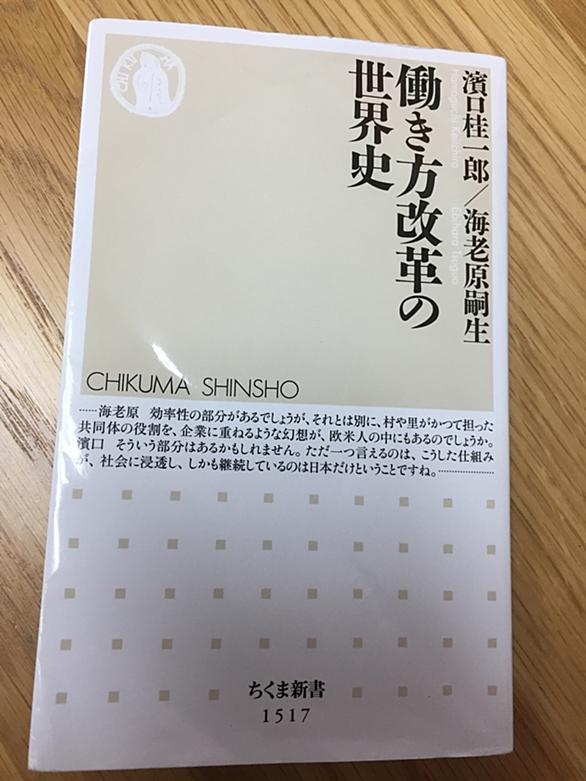 濱口桂一郎／海老原嗣生
Hamaguchi Keiichiro
Ebihara Tsuguo
働き方改革の
世界史
CHIKUMA SHINSHO
……海老原　効率性の部分があるでしょうが、それとは別に、村や里がかつて担った
共同体の役割を、企業に重ねるような幻想が、欧米人の中にもあるのでしょうか。
濱口　そういう部分はあるかもしれません。ただ一つ言えるのは、こうした仕組み
が、社会に浸透し、しかも継続しているのは日本だけということですね。…………
ちくま新書
1517